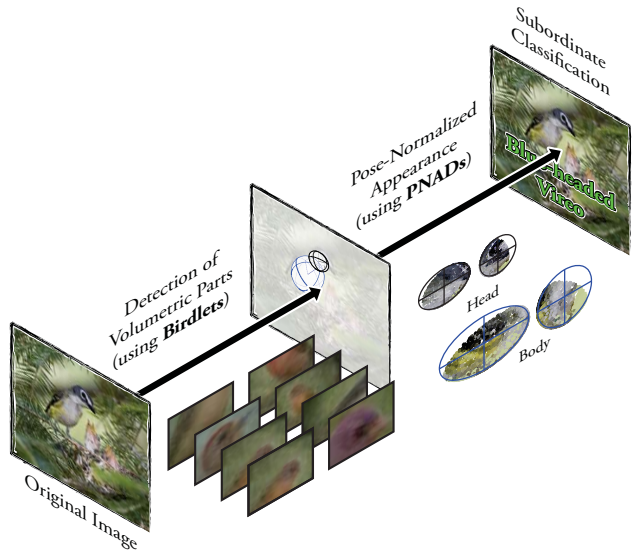 Subordinate
Classification
Pose-Normalized
Appearance
(using PNADs)
Blue-headed
Vireo
Detection of
Volumetric Parts
(using Birdlets)
Head
Body
Original Image